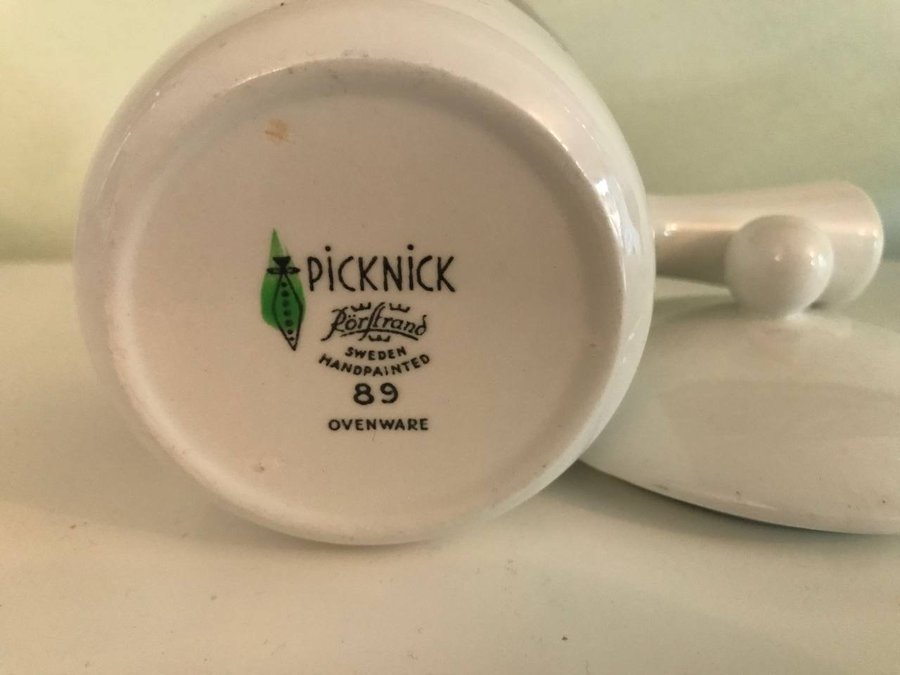 PiCKNiCK
Rörstrand
SWEDEN
HANDPAINTED
89
OVENWARE